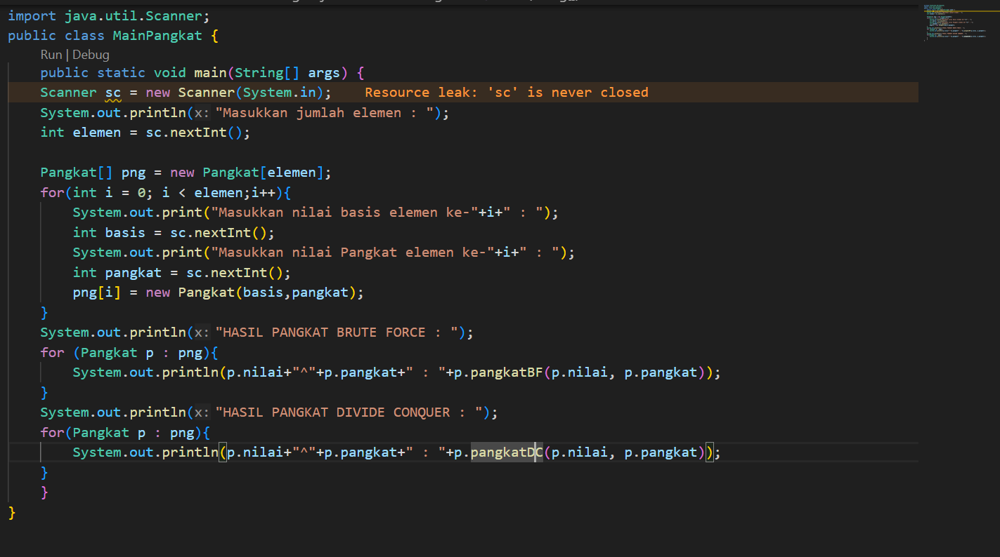 import java.util.Scanner;
public class MainPangkat {
    Run | Debug
    public static void main(String[] args) {
    Scanner sc = new Scanner(System.in);    Resource leak: 'sc' is never closed
    System.out.println(x: "Masukkan jumlah elemen : ");
    int elemen = sc.nextInt();

    Pangkat[] png = new Pangkat[elemen];
    for(int i = 0; i < elemen;i++){
        System.out.print("Masukkan nilai basis elemen ke-"+i+" : ");
        int basis = sc.nextInt();
        System.out.print("Masukkan nilai Pangkat elemen ke-"+i+" : ");
        int pangkat = sc.nextInt();
        png[i] = new Pangkat(basis,pangkat);
    }
    System.out.println(x: "HASIL PANGKAT BRUTE FORCE : ");
    for (Pangkat p : png){
        System.out.println(p.nilai+"^"+p.pangkat+" : "+p.pangkatBF(p.nilai, p.pangkat));
    }
    System.out.println(x: "HASIL PANGKAT DIVIDE CONQUER : ");
    for(Pangkat p : png){
        System.out.println(p.nilai+"^"+p.pangkat+" : "+p.pangkatDC(p.nilai, p.pangkat));
    }
    }
}